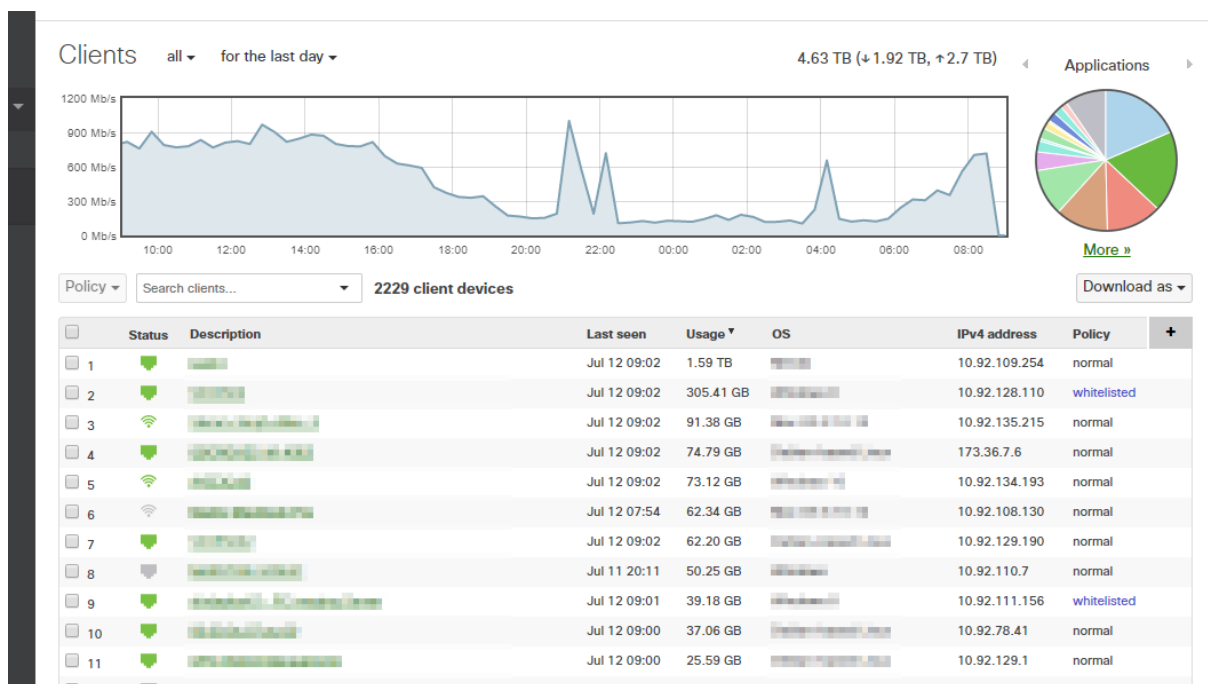 Clients all for the last day 4.63 TB (↓1.92 TB, ↑2.7 TB) Applications
1200 Mb/s
900 Mb/s
600 Mb/s
300 Mb/s
0 Mb/s
10:00 12:00 14:00 16:00 18:00 20:00 22:00 00:00 02:00 04:00 06:00 08:00
More »
Policy Search clients... 2229 client devices Download as
Status Description Last seen Usage OS IPv4 address Policy +
1 Jul 12 09:02 1.59 TB 10.92.109.254 normal
2 Jul 12 09:02 305.41 GB 10.92.128.110 whitelisted
3 Jul 12 09:02 91.38 GB 10.92.135.215 normal
4 Jul 12 09:02 74.79 GB 173.36.7.6 normal
5 Jul 12 09:02 73.12 GB 10.92.134.193 normal
6 Jul 12 07:54 62.34 GB 10.92.108.130 normal
7 Jul 12 09:02 62.20 GB 10.92.129.190 normal
8 Jul 11 20:11 50.25 GB 10.92.110.7 normal
9 Jul 12 09:01 39.18 GB 10.92.111.156 whitelisted
10 Jul 12 09:00 37.06 GB 10.92.78.41 normal
11 Jul 12 09:00 25.59 GB 10.92.129.1 normal